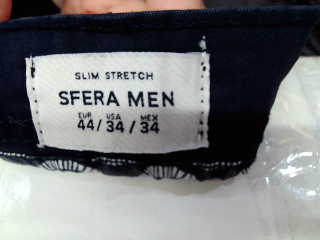 SLIM STRETCH
SFERA MEN
EUR USA MEX
44/34/34